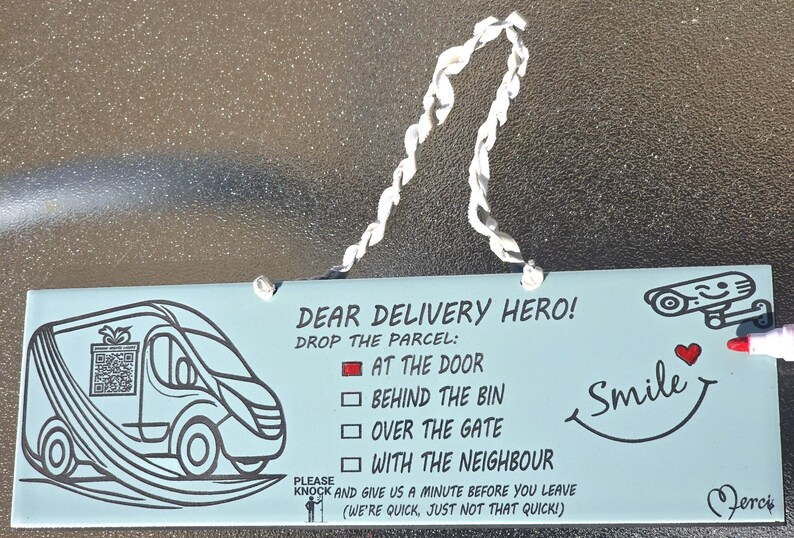 DEAR DELIVERY HERO!
DROP THE PARCEL:
AT THE DOOR
BEHIND THE BIN
OVER THE GATE
WITH THE NEIGHBOUR
PLEASE
KNOCK
AND GIVE US A MINUTE BEFORE YOU LEAVE
(WE'RE QUICK, JUST NOT THAT QUICK!)
Smile
Merci